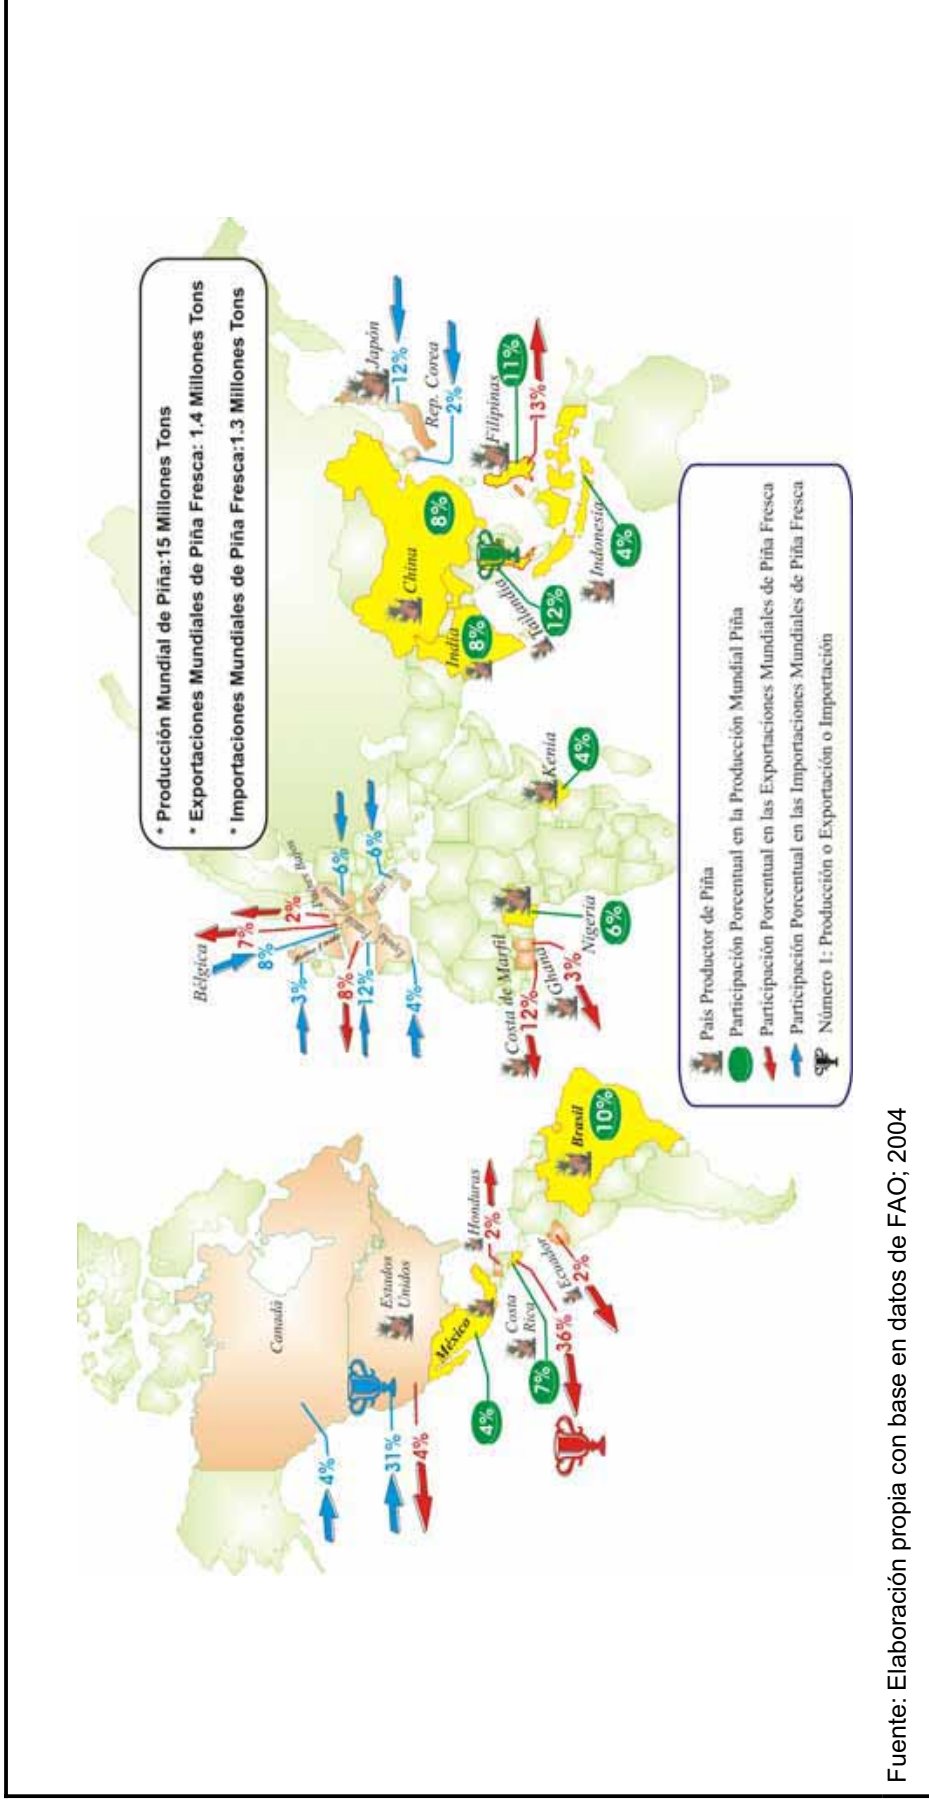 * Producción Mundial de Piña:15 Millones Tons
* Exportaciones Mundiales de Piña Fresca: 1.4 Millones Tons
* Importaciones Mundiales de Piña Fresca:1.3 Millones Tons
Canadá
4%
Estados
Unidos
31%
4%
México
4%
Honduras
2%
Costa
Rica
7%
36%
Ecuador
2%
Brasil
10%
Bélgica
7%
8%
2%
Países Bajos
3%
8%
12%
4%
6%
6%
Costa de Marfil
12%
Ghana
3%
Nigeria
6%
Kenia
4%
India
8%
China
8%
Tailandia
12%
Indonesia
4%
Filipinas
11%
13%
Japón
12%
Rep. Corea
2%
País Productor de Piña
Participación Porcentual en la Producción Mundial Piña
Participación Porcentual en las Exportaciones Mundiales de Piña Fresca
Participación Porcentual en las Importaciones Mundiales de Piña Fresca
Número 1: Producción o Exportación o Importación
Fuente: Elaboración propia con base en datos de FAO; 2004